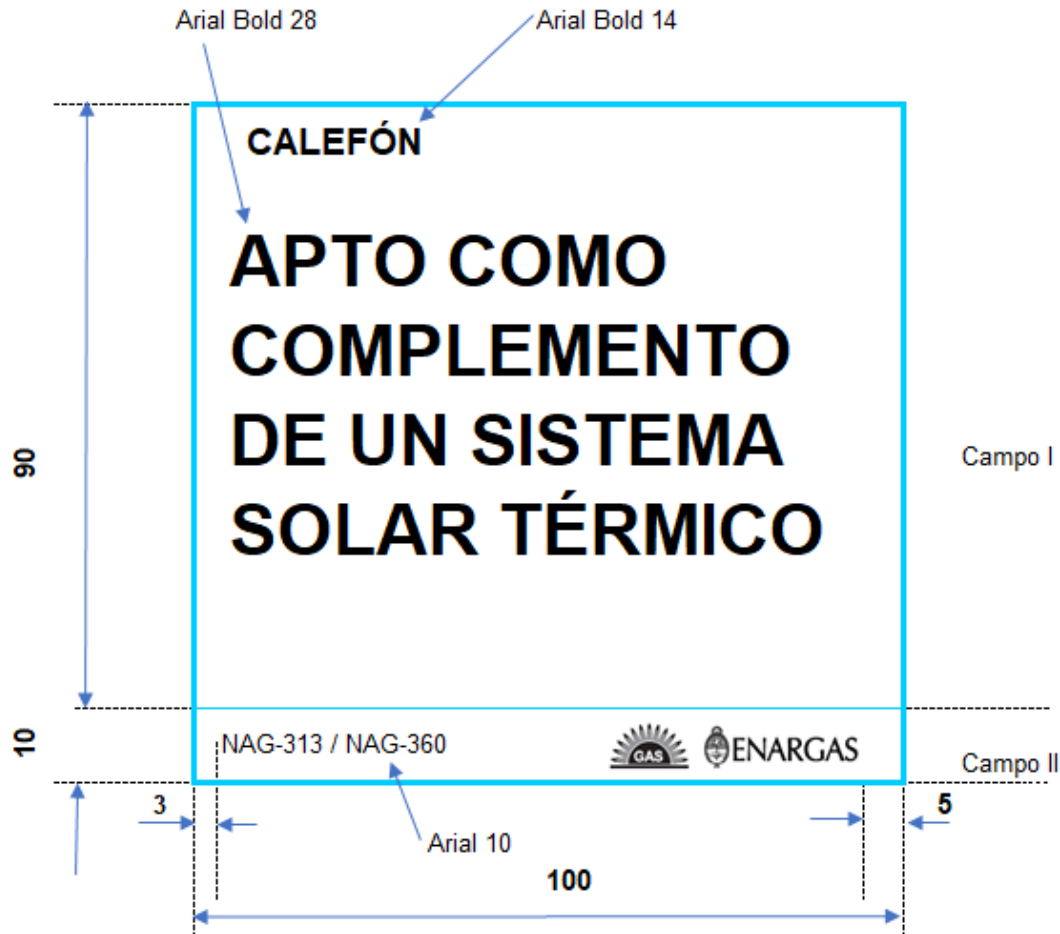 Arial Bold 28
Arial Bold 14
CALEFÓN
APTO COMO
COMPLEMENTO
DE UN SISTEMA
SOLAR TÉRMICO
90
Campo I
10
NAG-313 / NAG-360
GAS
ENARGAS
Campo II
3
5
Arial 10
100